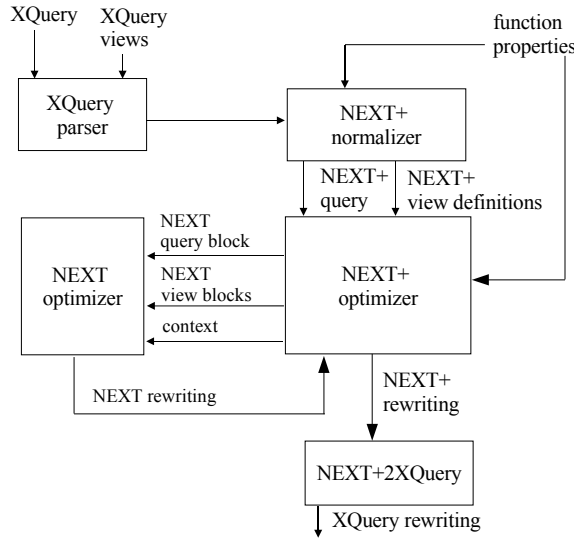 XQuery
XQuery
views
function
properties
XQuery
parser
NEXT+
normalizer
NEXT+
query
NEXT+
view definitions
NEXT
query block
NEXT
optimizer
NEXT
view blocks
context
NEXT+
optimizer
NEXT rewriting
NEXT+
rewriting
NEXT+2XQuery
XQuery rewriting